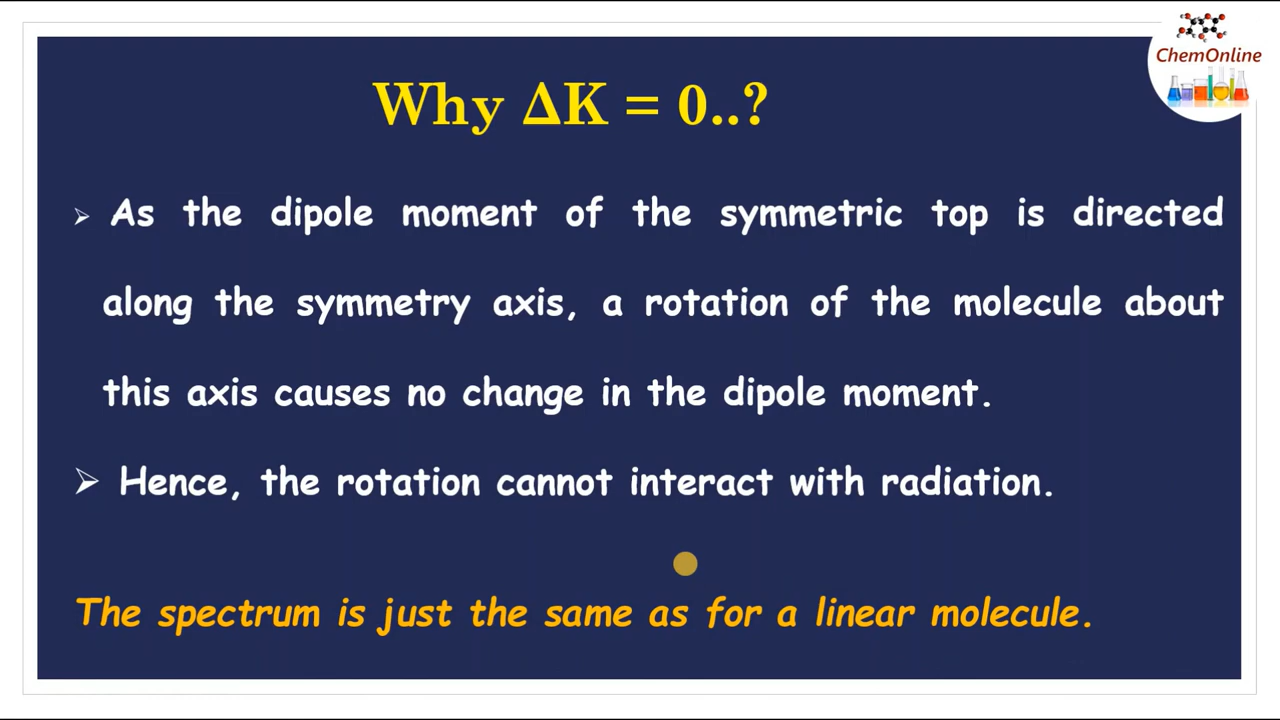 ChemOnline
Why ΔK = 0..?
➢ As the dipole moment of the symmetric top is directed
along the symmetry axis, a rotation of the molecule about
this axis causes no change in the dipole moment.
➢ Hence, the rotation cannot interact with radiation.
The spectrum is just the same as for a linear molecule.